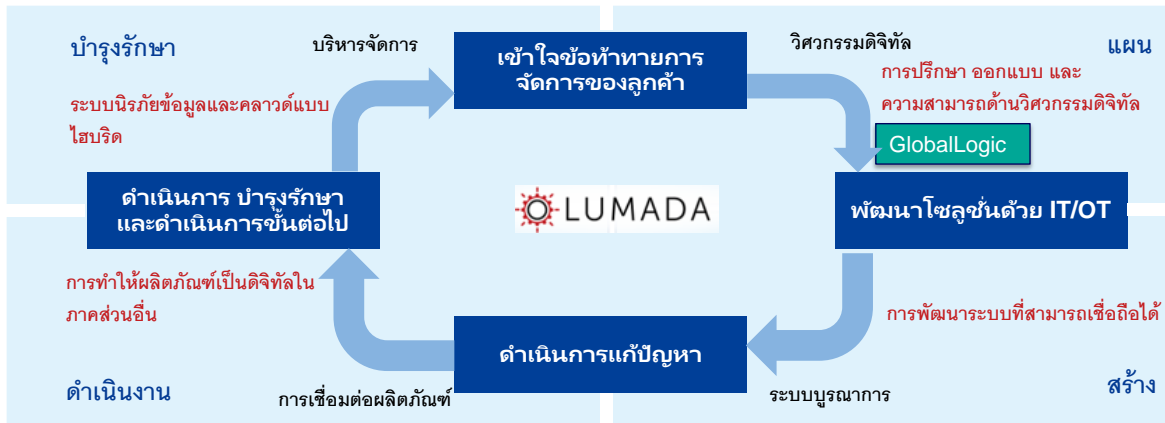 บำรุงรักษา
บริหารจัดการ
เข้าใจข้อท้าทายการ
จัดการของลูกค้า
วิศวกรรมดิจิทัล
แผน
ระบบนิรภัยข้อมูลและคลาวด์แบบ
ไฮบริด
การปรึกษา ออกแบบ และ
ความสามารถด้านวิศวกรรมดิจิทัล
GlobalLogic
ดำเนินการ บำรุงรักษา
และดำเนินการขั้นต่อไป
LUMADA
พัฒนาโซลูชั่นด้วย IT/OT
การทำให้ผลิตภัณฑ์เป็นดิจิทัลใน
ภาคส่วนอื่น
การพัฒนาระบบที่สามารถเชื่อถือได้
ดำเนินการแก้ปัญหา
ดำเนินงาน
การเชื่อมต่อผลิตภัณฑ์
ระบบบูรณาการ
สร้าง